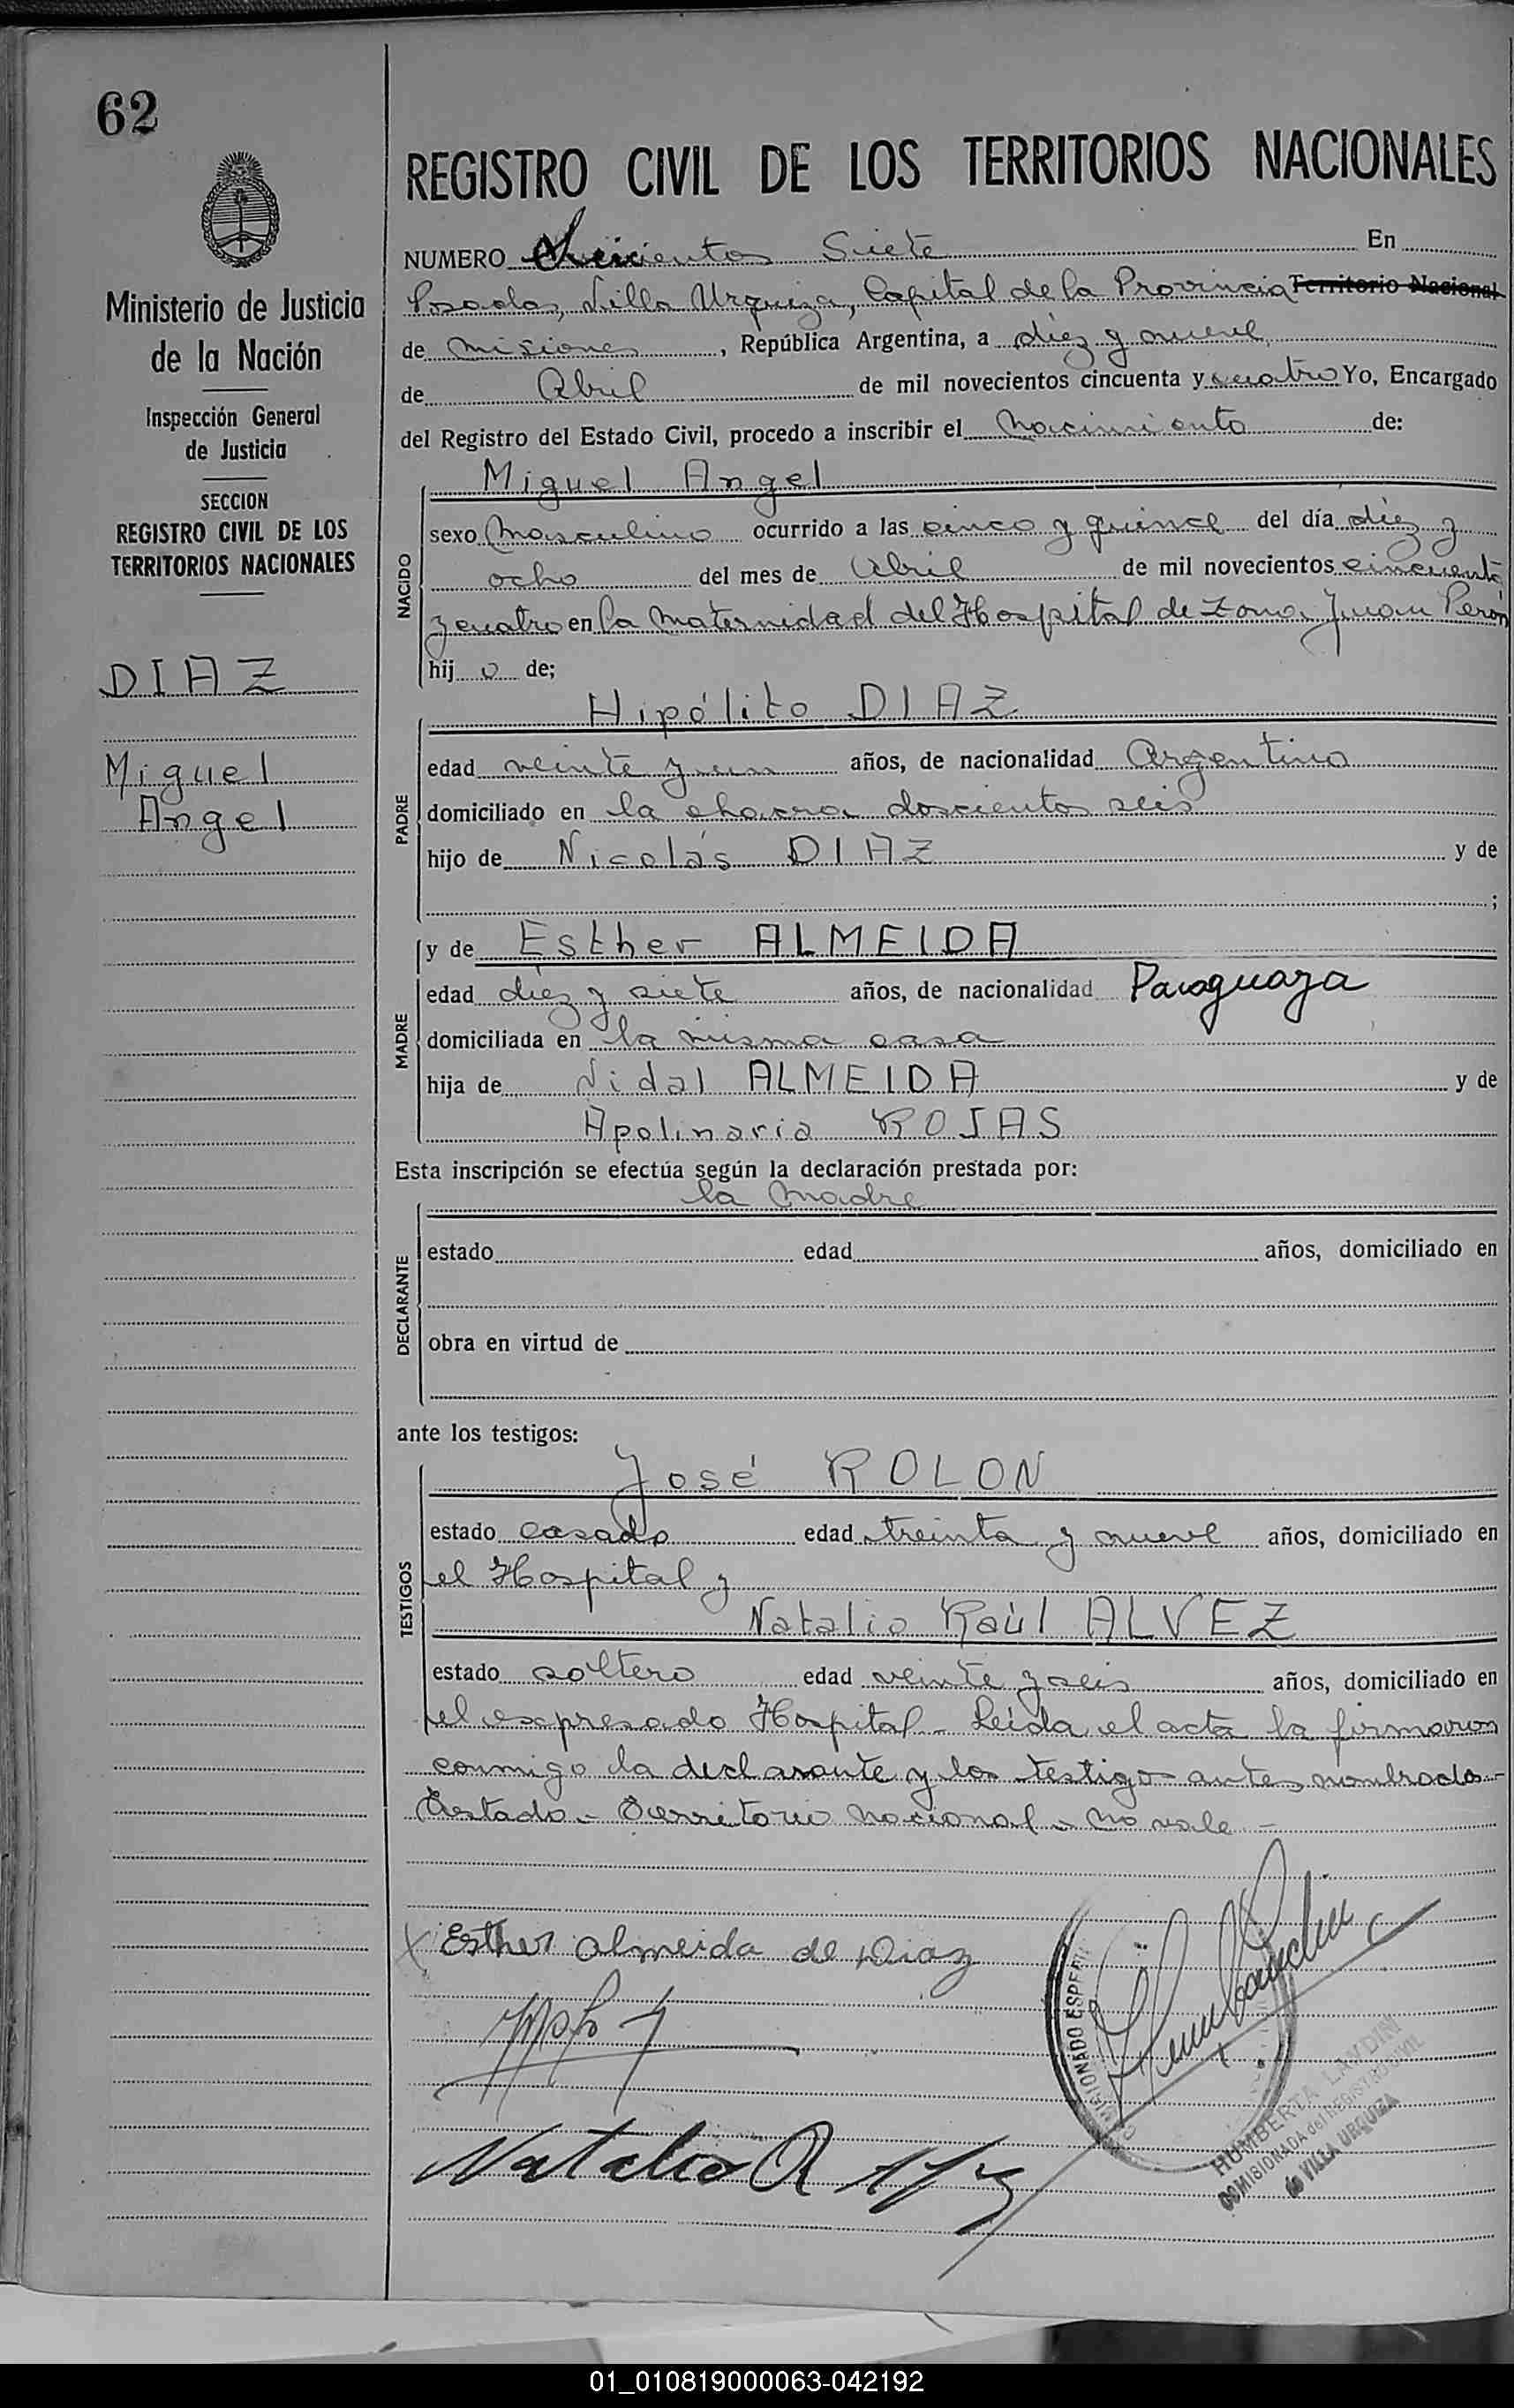 62
REGISTRO CIVIL DE LOS TERRITORIOS NACIONALES
NUMERO Seiscientos Siete En
Posadas, Villa Urquiza, Capital de la Provincia Territorio Nacional
de Misiones, República Argentina, a diez y nueve
de Abril de mil novecientos cincuenta y cuatro Yo, Encargado
del Registro del Estado Civil, procedo a inscribir el Nacimiento de:
Ministerio de Justicia
de la Nación
Inspección General
de Justicia
SECCION
REGISTRO CIVIL DE LOS
TERRITORIOS NACIONALES
DIAZ
Miguel
Angel
NACIDO
Miguel Angel
sexo Masculino ocurrido a las cinco y quince del día diez y
ocho del mes de Abril de mil novecientos cincuenta
y cuatro en la Maternidad del Hospital de Zona Juan Perón
hij o de;
PADRE
Hipólito DIAZ
edad veinte y un años, de nacionalidad Argentino
domiciliado en la chacra doscientos seis
hijo de Nicolás DIAZ y de
;
MADRE
y de Esther ALMEIDA
edad diez y siete años, de nacionalidad Paraguaya
domiciliada en la misma casa
hija de Vidal ALMEIDA y de
Apolinaria ROJAS
Esta inscripción se efectúa según la declaración prestada por:
la Madre
DECLARANTE
estado edad años, domiciliado en
obra en virtud de
ante los testigos:
TESTIGOS
José ROLON
estado casado edad treinta y nueve años, domiciliado en
el Hospital y
Natalio Raúl ALVEZ
estado soltero edad veinte y seis años, domiciliado en
el expresado Hospital - Leida el acta la firmaron
conmigo la declarante y los testigos antes nombrados -
Testado - Territorio Nacional - No vale -
x Esther Almeida de Diaz
Natalio R
HUMBERTA LANDIN
COMISIONADA del REGISTRO CIVIL
de VILLA URQUIZA
01_010819000063-042192